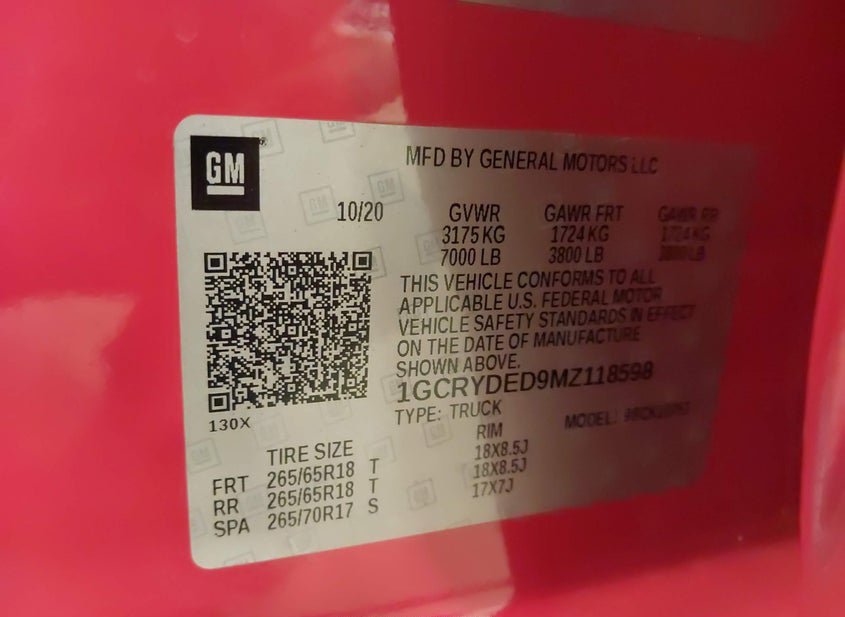 GM
MFD BY GENERAL MOTORS LLC
10/20 GVWR GAWR FRT GAWR RR
3175 KG 1724 KG 1724 KG
7000 LB 3800 LB 3800 LB
THIS VEHICLE CONFORMS TO ALL
APPLICABLE U.S. FEDERAL MOTOR
VEHICLE SAFETY STANDARDS IN EFFECT
ON THE DATE OF MANUFACTURE
SHOWN ABOVE.
1GCRYDED9MZ118598
130X TYPE: TRUCK MODEL:
TIRE SIZE RIM
FRT 265/65R18 T 18X8.5J
RR 265/65R18 T 18X8.5J
SPA 265/70R17 S 17X7J